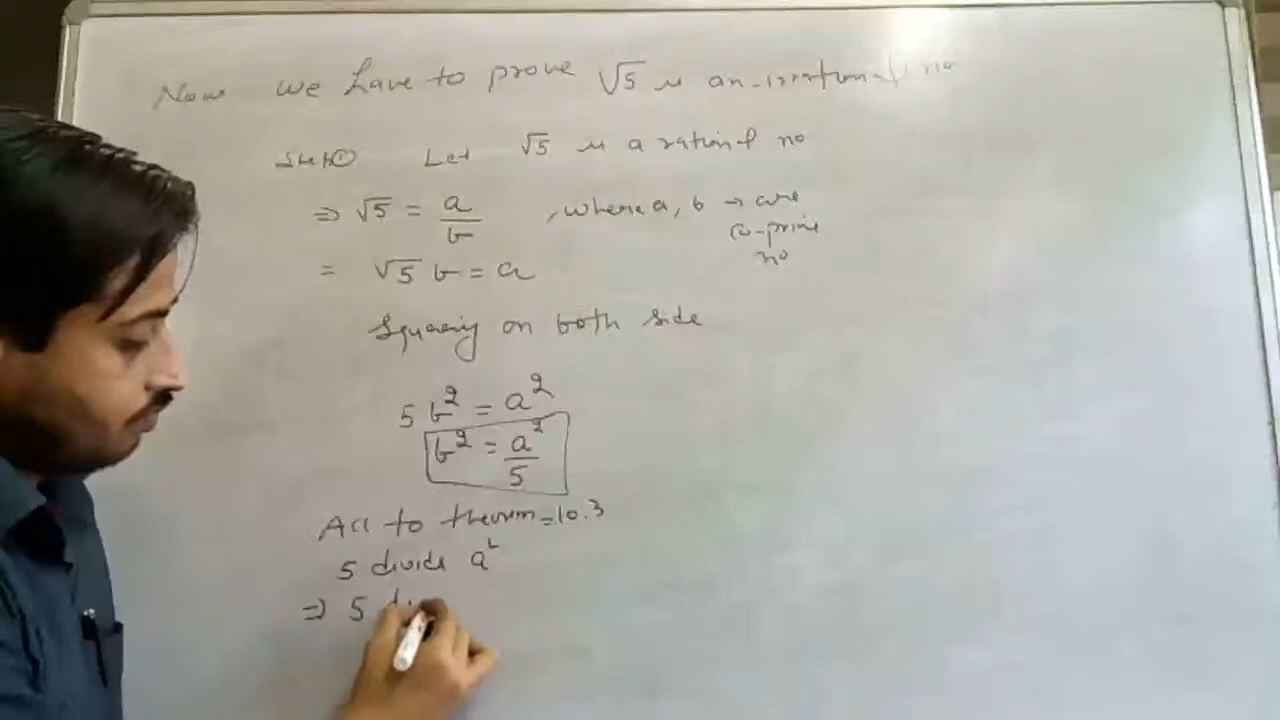 Now we have to prove √5 is an irrational no
Step① Let √5 is a rational no
⇒ √5 = a/b , where a, b → are
co-prime
no
= √5 b = a
Squaring on both side
5 b² = a²
b² = a²/5
Acc to theorem = 10.3
5 divide a²
⇒ 5 di